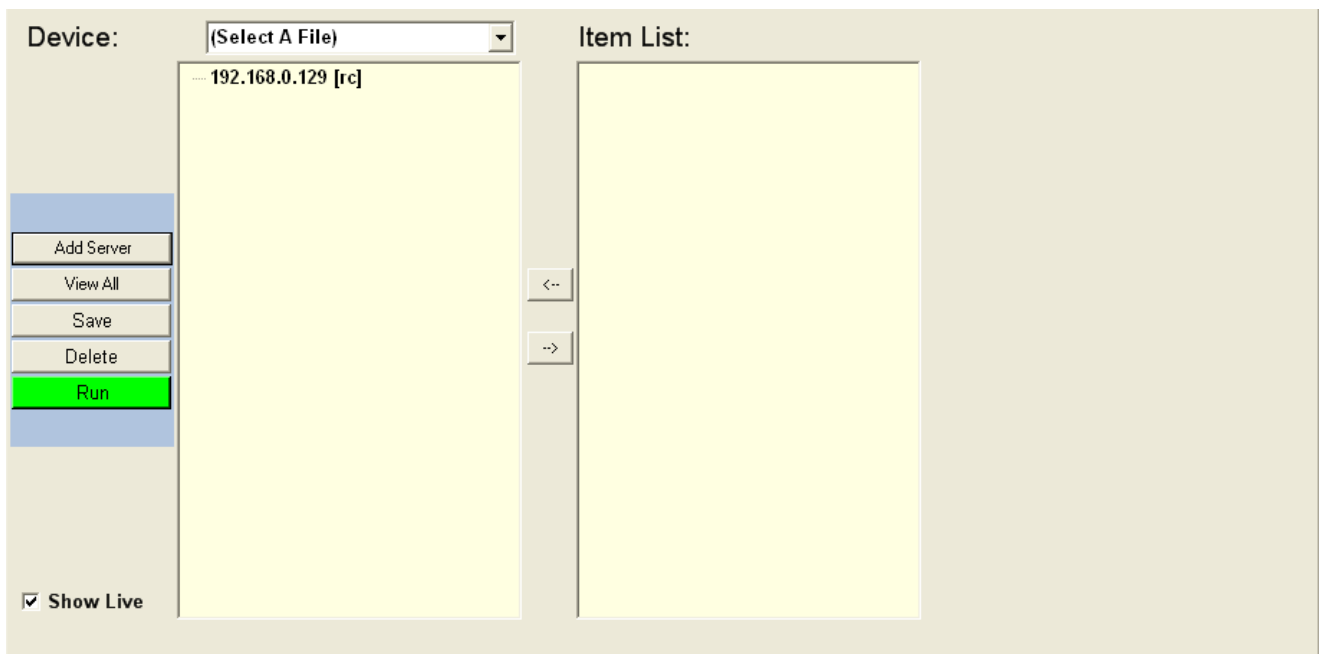 Device:
(Select A File)
Item List:
192.168.0.129 [rc]
Add Server
View All
<--
Save
-->
Delete
Run
Show Live